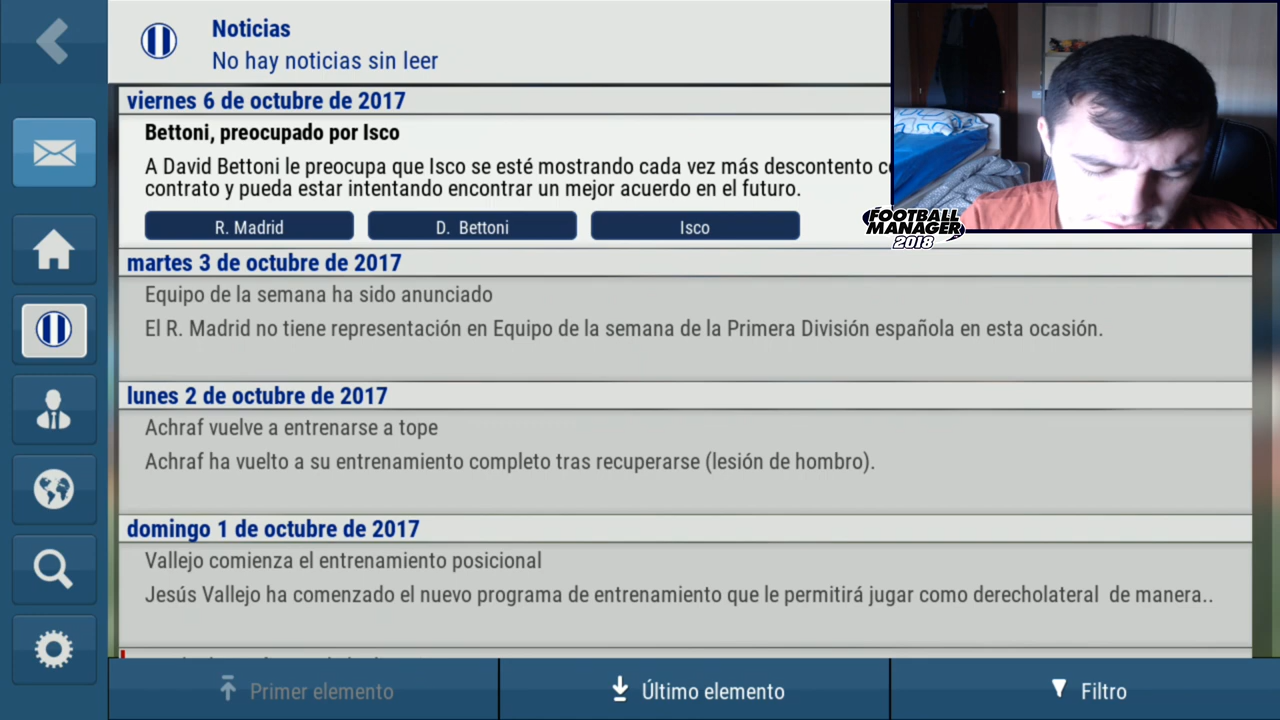 Noticias
No hay noticias sin leer
viernes 6 de octubre de 2017
Bettoni, preocupado por Isco
A David Bettoni le preocupa que Isco se esté mostrando cada vez más descontento
contrato y pueda estar intentando encontrar un mejor acuerdo en el futuro.
R. Madrid
D. Bettoni
Isco
FOOTBALL
MANAGER
2018
martes 3 de octubre de 2017
Equipo de la semana ha sido anunciado
El R. Madrid no tiene representación en Equipo de la semana de la Primera División española en esta ocasión.
lunes 2 de octubre de 2017
Achraf vuelve a entrenarse a tope
Achraf ha vuelto a su entrenamiento completo tras recuperarse (lesión de hombro).
domingo 1 de octubre de 2017
Vallejo comienza el entrenamiento posicional
Jesús Vallejo ha comenzado el nuevo programa de entrenamiento que le permitirá jugar como derecholateral de manera..
Primer elemento
Último elemento
Filtro